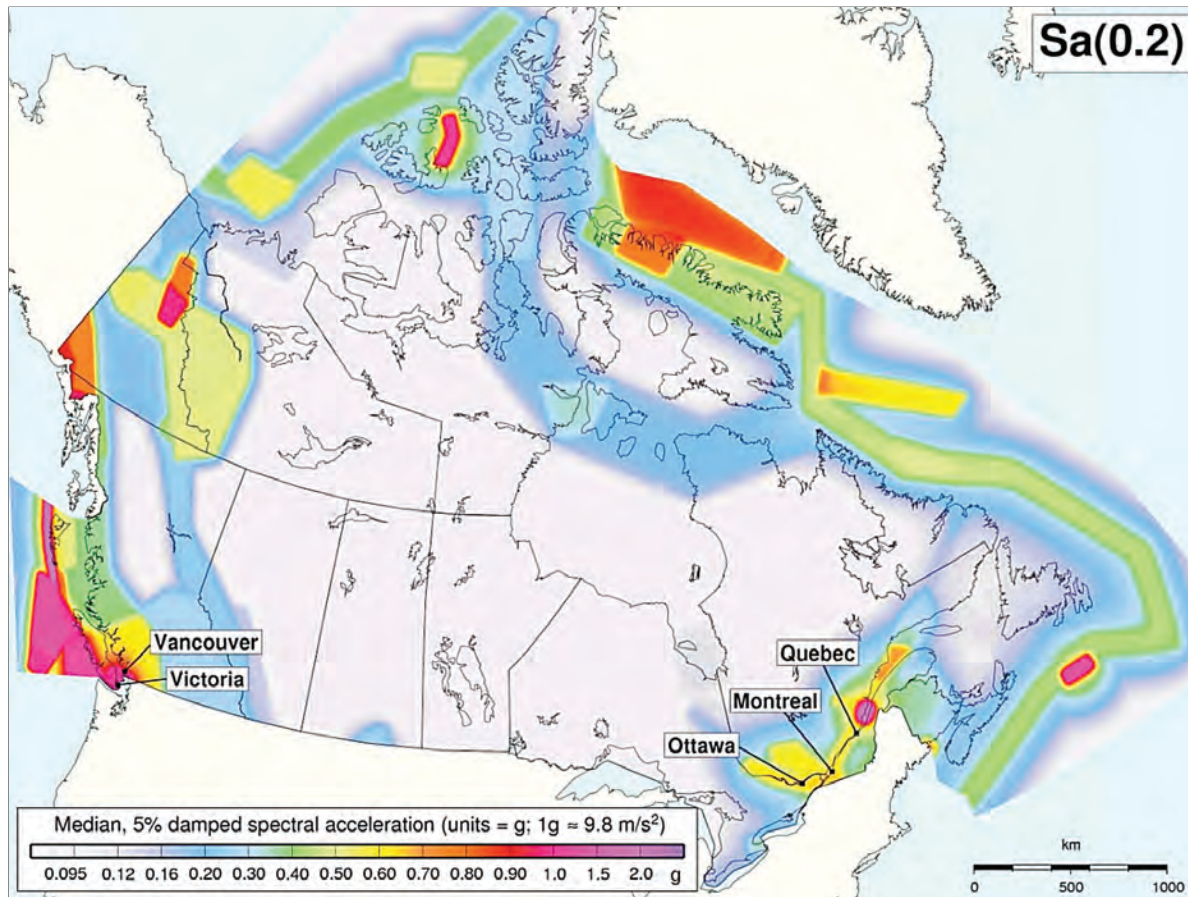 Sa(0.2)
Vancouver
Victoria
Quebec
Montreal
Ottawa
Median, 5% damped spectral acceleration (units = g; 1g ≈ 9.8 m/s²)
0.095 0.12 0.16 0.20 0.30 0.40 0.50 0.60 0.70 0.80 0.90 1.0 1.5 2.0 g
km
0 500 1000